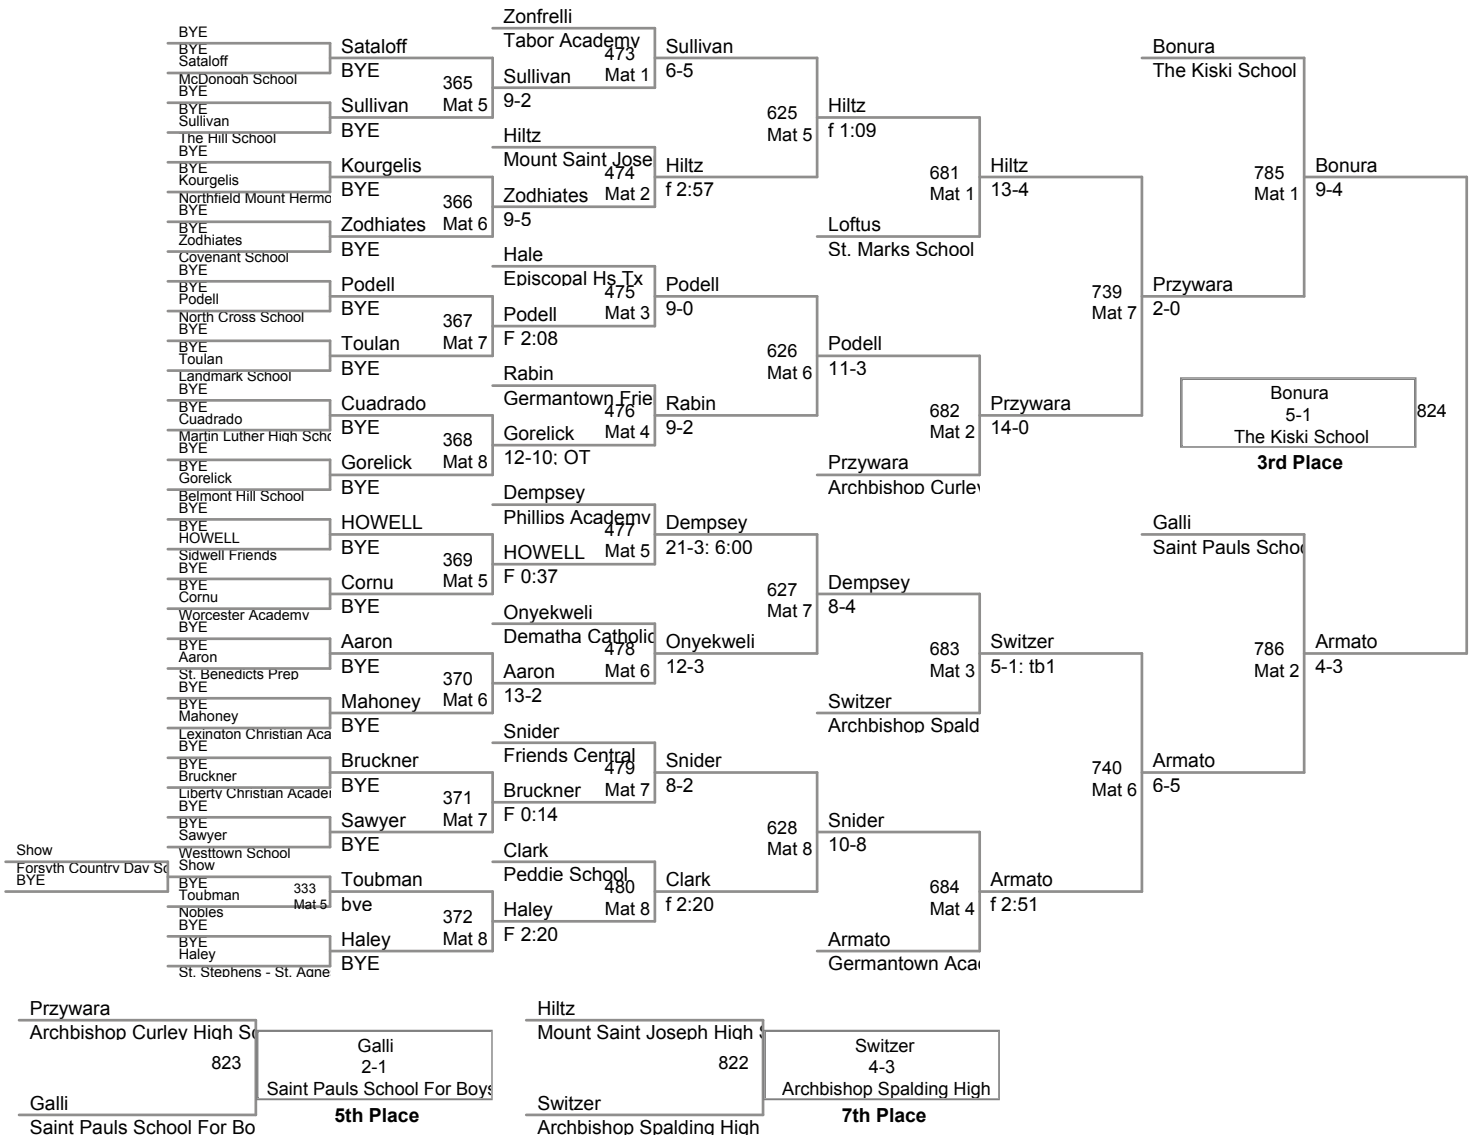 BYE
BYE
Sataloff
McDonogh School
BYE
BYE
Sullivan
The Hill School
BYE
BYE
Kourgelis
Northfield Mount Hermo
BYE
BYE
Zodhiates
Covenant School
BYE
BYE
Podell
North Cross School
BYE
BYE
Toulan
Landmark School
BYE
BYE
Cuadrado
Martin Luther High Scho
BYE
BYE
Gorelick
Belmont Hill School
BYE
BYE
HOWELL
Sidwell Friends
BYE
BYE
Cornu
Worcester Academy
BYE
BYE
Aaron
St. Benedicts Prep
BYE
BYE
Mahoney
Lexington Christian Aca
BYE
BYE
Bruckner
Liberty Christian Acader
BYE
BYE
Sawyer
Westtown School
Show
Forsyth Country Day Sc
BYE
Show
BYE
Toubman
Nobles
333
Mat 5
BYE
BYE
Haley
St. Stephens - St. Agne
Sataloff
BYE
365
Mat 5
Sullivan
BYE
Kourgelis
BYE
366
Mat 6
Zodhiates
BYE
Podell
BYE
367
Mat 7
Toulan
BYE
Cuadrado
BYE
368
Mat 8
Gorelick
BYE
HOWELL
BYE
369
Mat 5
Cornu
BYE
Aaron
BYE
370
Mat 6
Mahoney
BYE
Bruckner
BYE
371
Mat 7
Sawyer
BYE
Toubman
bye
372
Mat 8
Haley
BYE
Zonfrelli
Tabor Academy
473
Mat 1
Sullivan
9-2
Hiltz
Mount Saint Jose
474
Mat 2
Zodhiates
9-5
Hale
Episcopal Hs Tx
475
Mat 3
Podell
F 2:08
Rabin
Germantown Frie
476
Mat 4
Gorelick
12-10; OT
Dempsey
Phillips Academy
477
Mat 5
HOWELL
F 0:37
Onyekweli
Dematha Catholic
478
Mat 6
Aaron
13-2
Snider
Friends Central
479
Mat 7
Bruckner
F 0:14
Clark
Peddie School
480
Mat 8
Haley
F 2:20
Sullivan
6-5
625
Mat 5
Hiltz
f 2:57
Podell
9-0
626
Mat 6
Rabin
9-2
Dempsey
21-3: 6:00
627
Mat 7
Onyekweli
12-3
Snider
8-2
628
Mat 8
Clark
f 2:20
Hiltz
f 1:09
681
Mat 1
Loftus
St. Marks School
Podell
11-3
682
Mat 2
Przywara
Archbishop Curley
Dempsey
8-4
683
Mat 3
Switzer
Archbishop Spald
Snider
10-8
684
Mat 4
Armato
Germantown Aca
Hiltz
13-4
739
Mat 7
Przywara
14-0
Switzer
5-1: tb1
740
Mat 6
Armato
f 2:51
Bonura
The Kiski School
785
Mat 1
Przywara
2-0
Galli
Saint Pauls Schoo
786
Mat 2
Armato
6-5
Bonura
9-4
Armato
4-3
Bonura
5-1
The Kiski School
824
3rd Place
Przywara
Archbishop Curley High Sc
823
Galli
Saint Pauls School For Bo
Galli
2-1
Saint Pauls School For Boys
5th Place
Hiltz
Mount Saint Joseph High S
822
Switzer
Archbishop Spalding High
Switzer
4-3
Archbishop Spalding High
7th Place